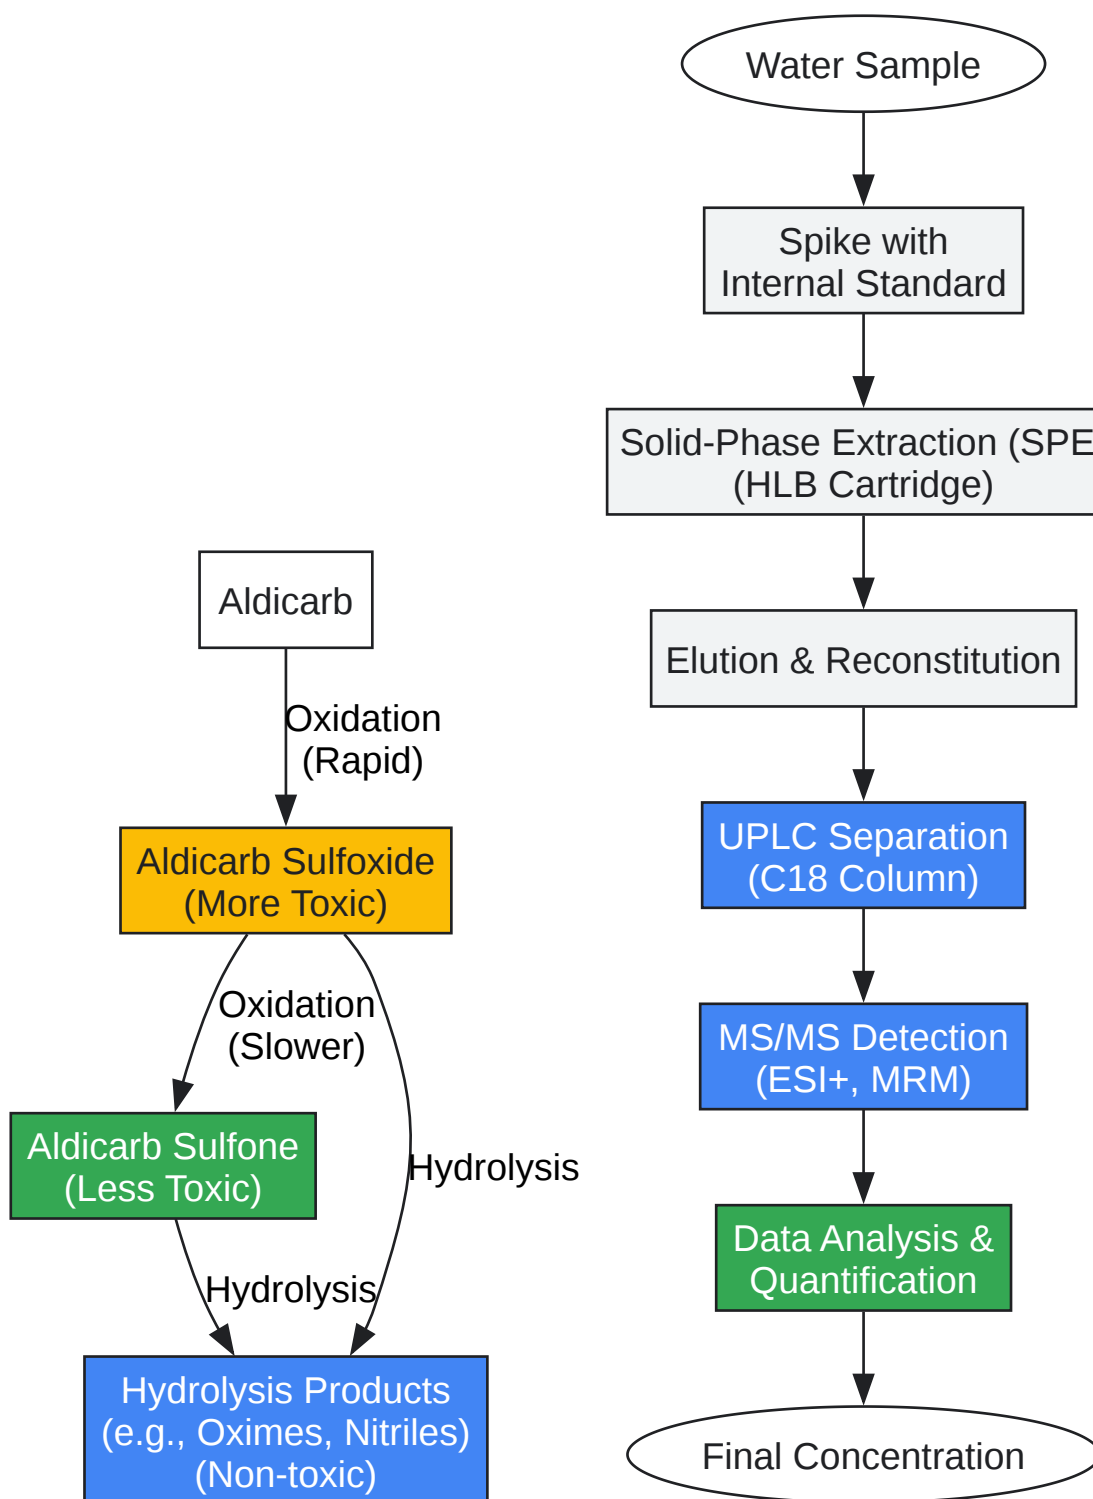 Water Sample
Spike with
Internal Standard
Solid-Phase Extraction (SPE
(HLB Cartridge)
Elution & Reconstitution
UPLC Separation
(C18 Column)
MS/MS Detection
(ESI+, MRM)
Data Analysis &
Quantification
Final Concentration
Aldicarb
Oxidation
(Rapid)
Aldicarb Sulfoxide
(More Toxic)
Oxidation
(Slower)
Aldicarb Sulfone
(Less Toxic)
Hydrolysis
Hydrolysis
Hydrolysis Products
(e.g., Oximes, Nitriles)
(Non-toxic)